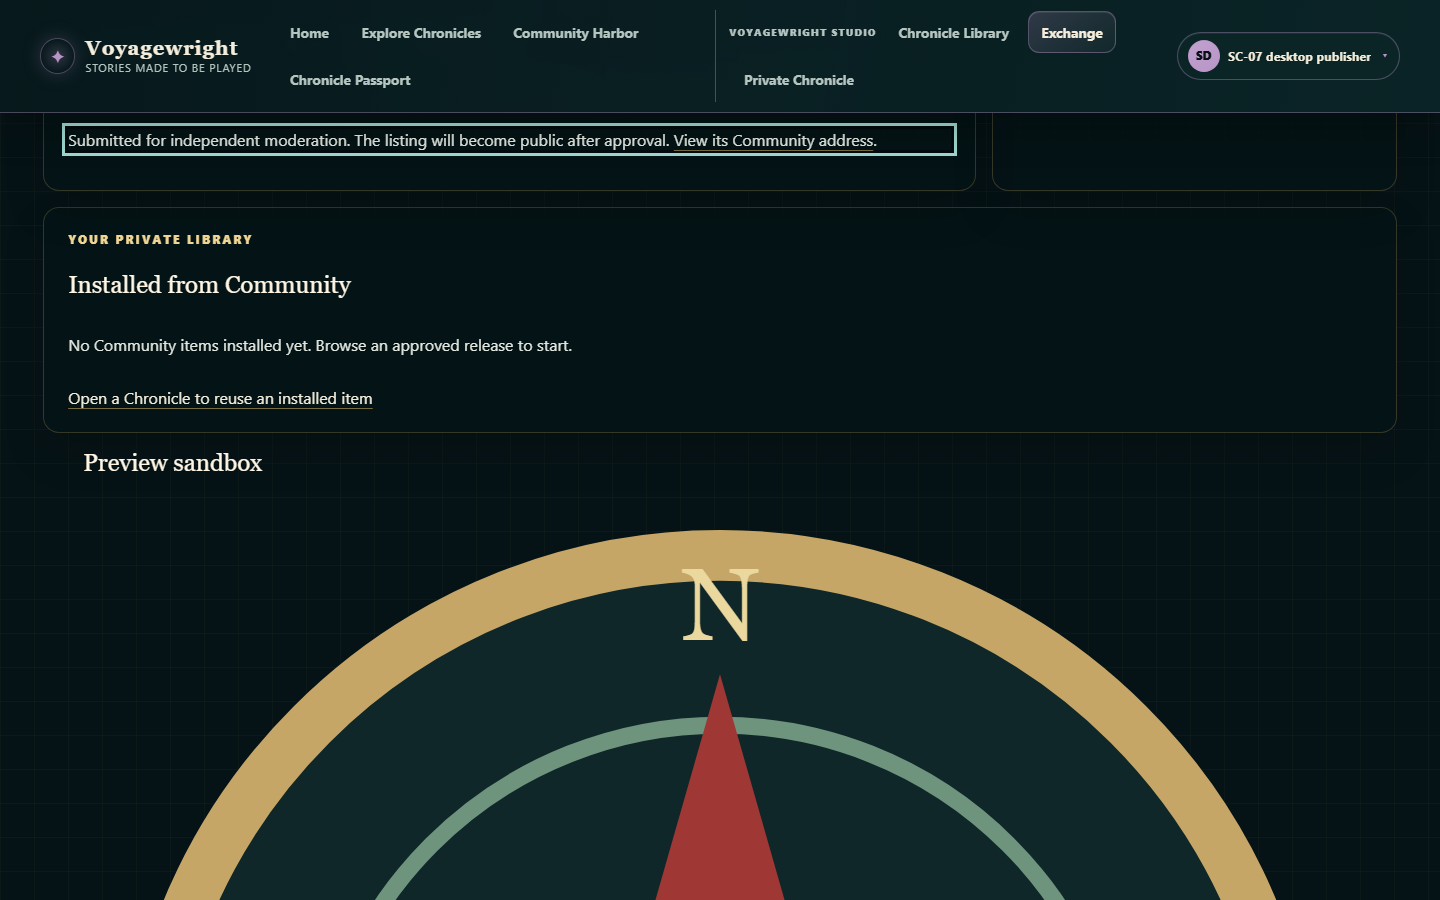 Voyagewright
STORIES MADE TO BE PLAYED
Home
Explore Chronicles
Community Harbor
Chronicle Passport
VOYAGEWRIGHT STUDIO
Chronicle Library
Exchange
Private Chronicle
SD
SC-07 desktop publisher
Submitted for independent moderation. The listing will become public after approval. View its Community address.
YOUR PRIVATE LIBRARY
Installed from Community
No Community items installed yet. Browse an approved release to start.
Open a Chronicle to reuse an installed item
Preview sandbox
N